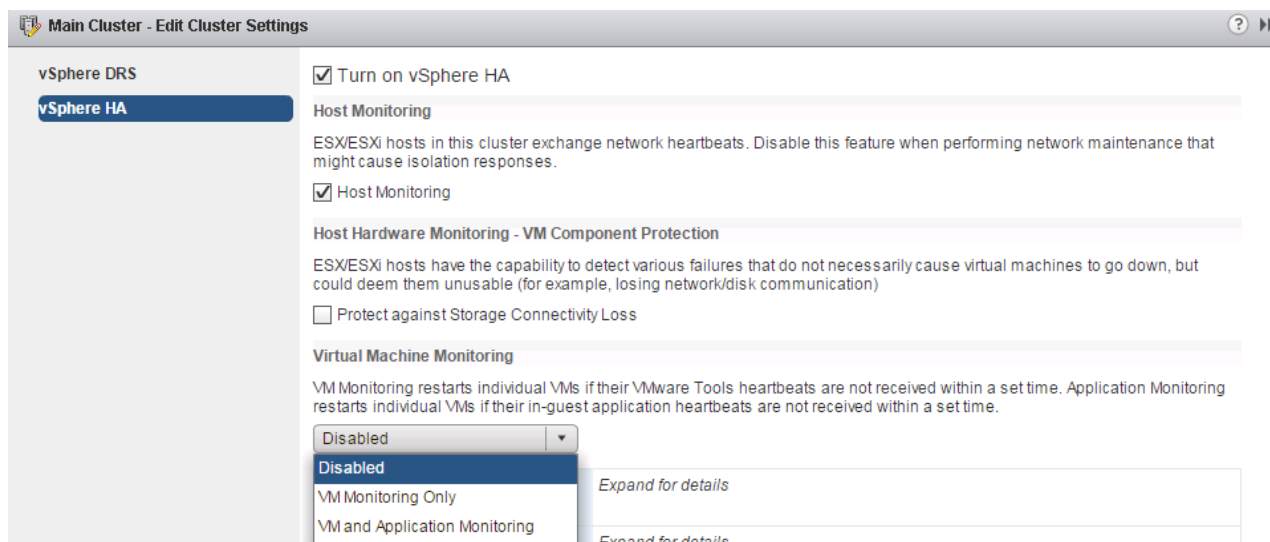 Main Cluster - Edit Cluster Settings
?
vSphere DRS
vSphere HA
Turn on vSphere HA
Host Monitoring
ESX/ESXi hosts in this cluster exchange network heartbeats. Disable this feature when performing network maintenance that
might cause isolation responses.
Host Monitoring
Host Hardware Monitoring - VM Component Protection
ESX/ESXi hosts have the capability to detect various failures that do not necessarily cause virtual machines to go down, but
could deem them unusable (for example, losing network/disk communication)
Protect against Storage Connectivity Loss
Virtual Machine Monitoring
VM Monitoring restarts individual VMs if their VMware Tools heartbeats are not received within a set time. Application Monitoring
restarts individual VMs if their in-guest application heartbeats are not received within a set time.
Disabled
Disabled
VM Monitoring Only
VM and Application Monitoring
Expand for details
Expand for details